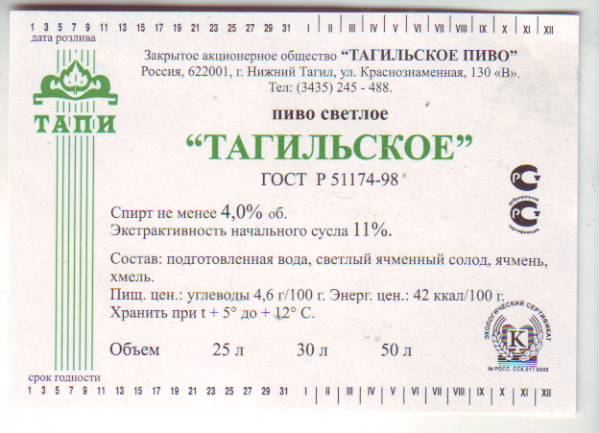 1 3 5 7 9 11 13 15 17 19 21 23 25 27 29 31 I II III IV V VI VII VIII IX X XI XII
дата розлива
Закрытое акционерное общество "ТАГИЛЬСКОЕ ПИВО"
Россия, 622001, г. Нижний Тагил, ул. Краснознаменная, 130 «В».
Тел: (3435) 245 - 488.
ТАПИ
пиво светлое
“ТАГИЛЬСКОЕ”
ГОСТ Р 51174-98
Спирт не менее 4,0% об.
Экстрактивность начального сусла 11%.
Состав: подготовленная вода, светлый ячменный солод, ячмень,
хмель.
Пищ. цен.: углеводы 4,6 г/100 г. Энерг. цен.: 42 ккал/100 г.
Хранить при t + 5° до + 12° С.
Объем 25 л 30 л 50 л
ЭКОЛОГИЧЕСКИЙ СЕРТИФИКАТ
К
срок годности
1 3 5 7 9 11 13 15 17 19 21 23 25 27 29 31 I II III IV V VI VII VIII IX X XI XII